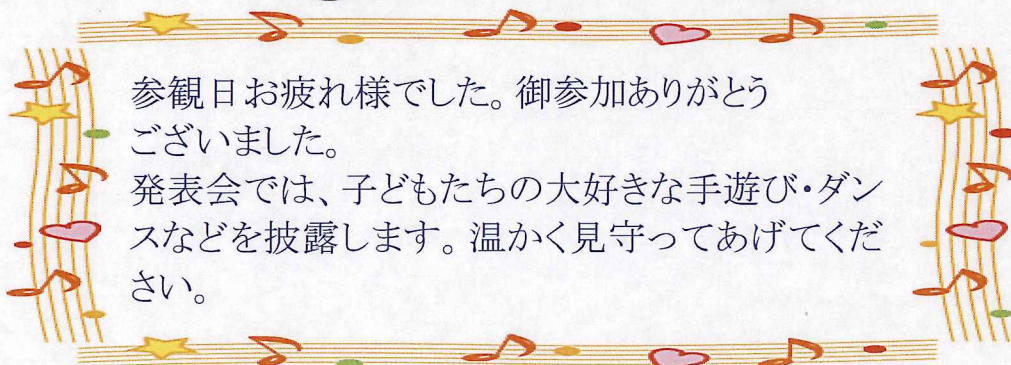 参観日お疲れ様でした。御参加ありがとう
ございました。
発表会では、子どもたちの大好きな手遊び・ダン
スなどを披露します。温かく見守ってあげてくだ
さい。